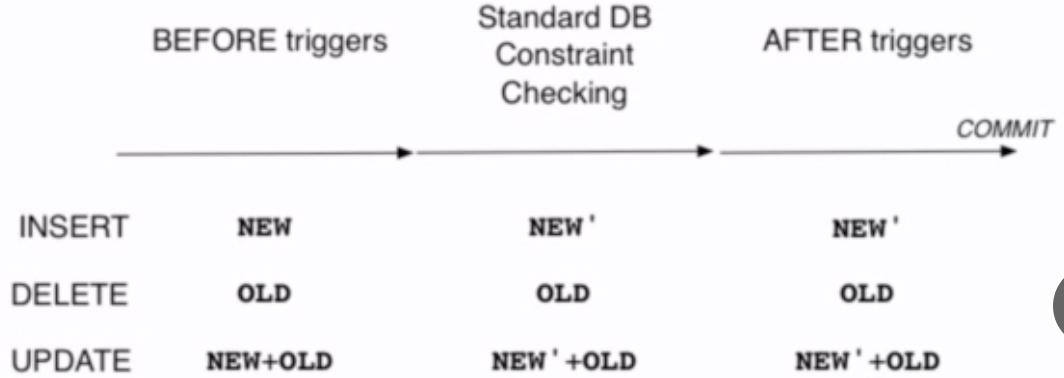 BEFORE triggers
Standard DB
Constraint
Checking
AFTER triggers
COMMIT
INSERT NEW NEW' NEW'
DELETE OLD OLD OLD
UPDATE NEW+OLD NEW'+OLD NEW'+OLD